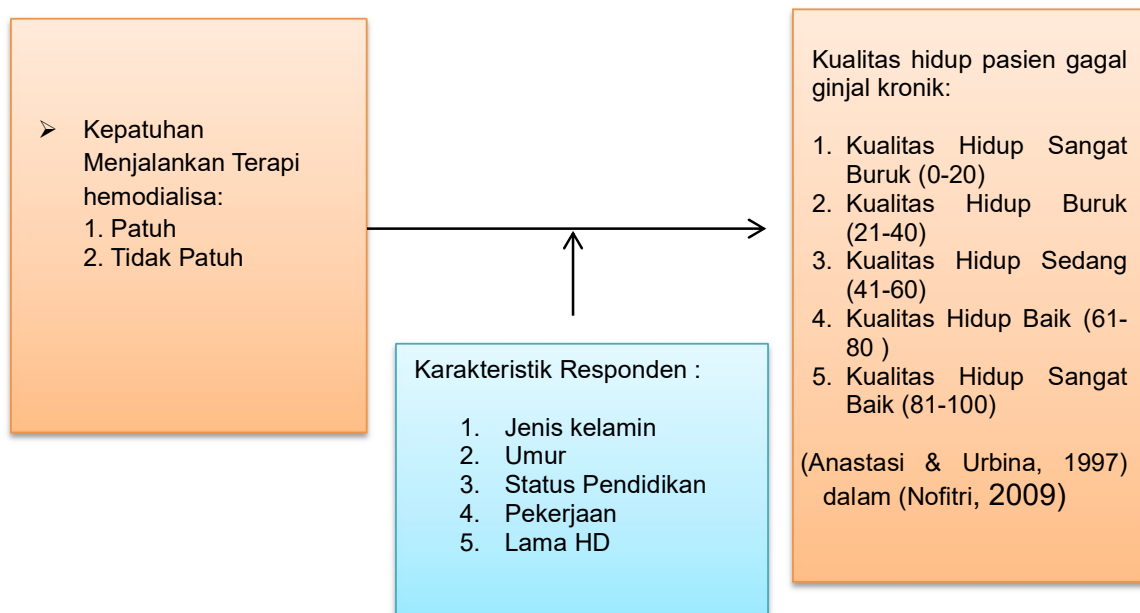 ➢ Kepatuhan
Menjalankan Terapi
hemodialisa:
1. Patuh
2. Tidak Patuh
Karakteristik Responden :
1. Jenis kelamin
2. Umur
3. Status Pendidikan
4. Pekerjaan
5. Lama HD
Kualitas hidup pasien gagal
ginjal kronik:
1. Kualitas Hidup Sangat
Buruk (0-20)
2. Kualitas Hidup Buruk
(21-40)
3. Kualitas Hidup Sedang
(41-60)
4. Kualitas Hidup Baik (61-
80 )
5. Kualitas Hidup Sangat
Baik (81-100)
(Anastasi & Urbina, 1997)
dalam (Nofitri, 2009)